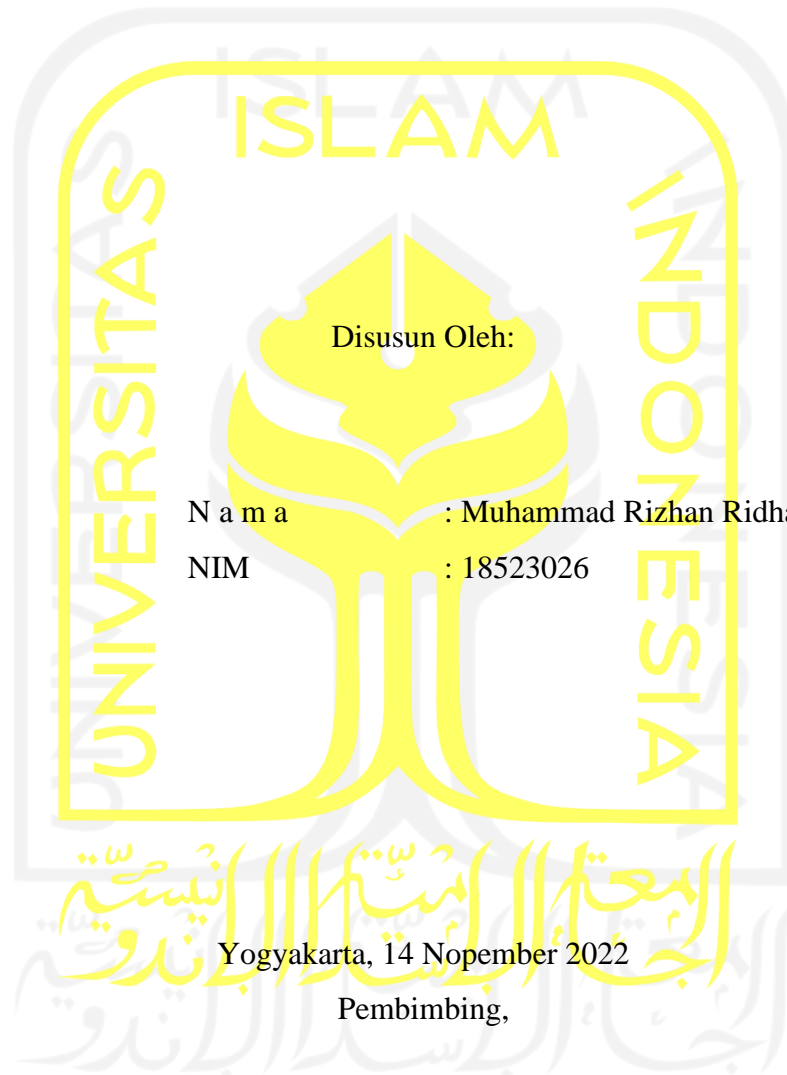 ISLAM
UNIVERSITAS
INDONESIA
Disusun Oleh:
N a m a : Muhammad Rizhan Ridha
NIM : 18523026
Yogyakarta, 14 Nopember 2022
Pembimbing,